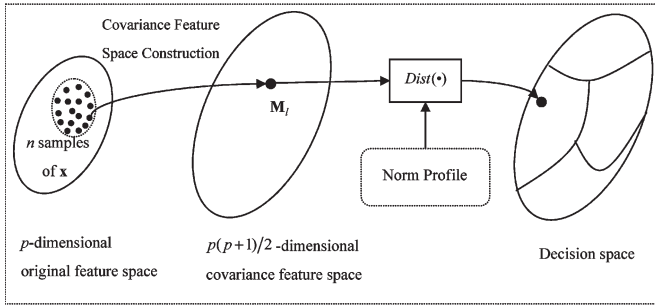 Covariance Feature
Space Construction
n samples
of x
M_l
Dist(•)
Norm Profile
p-dimensional
original feature space
p(p+1)/2 -dimensional
covariance feature space
Decision space